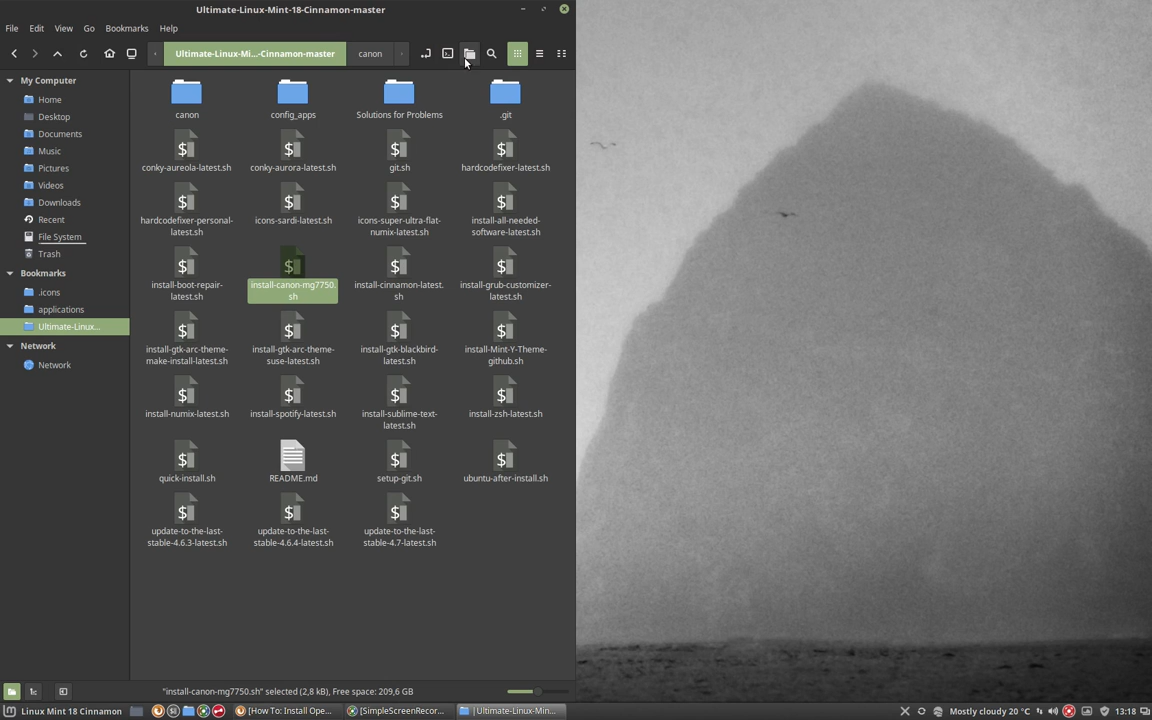 Ultimate-Linux-Mint-18-Cinnamon-master
File Edit View Go Bookmarks Help
Ultimate-Linux-Mi...-Cinnamon-master canon
My Computer
Home
Desktop
Documents
Music
Pictures
Videos
Downloads
Recent
File System
Trash
Bookmarks
.icons
applications
Ultimate-Linux...
Network
Network
canon config_apps Solutions for Problems .git
conky-aureola-latest.sh conky-aurora-latest.sh git.sh hardcodefixer-latest.sh
hardcodefixer-personal- icons-sardi-latest.sh icons-super-ultra-flat- install-all-needed-
latest.sh numix-latest.sh software-latest.sh
install-boot-repair- install-canon-mg7750. install-cinnamon-latest. install-grub-customizer-
latest.sh sh sh latest.sh
install-gtk-arc-theme- install-gtk-arc-theme- install-gtk-blackbird- install-Mint-Y-Theme-
make-install-latest.sh suse-latest.sh latest.sh github.sh
install-numix-latest.sh install-spotify-latest.sh install-sublime-text- install-zsh-latest.sh
latest.sh
quick-install.sh README.md setup-git.sh ubuntu-after-install.sh
update-to-the-last- update-to-the-last- update-to-the-last-
stable-4.6.3-latest.sh stable-4.6.4-latest.sh stable-4.7-latest.sh
"install-canon-mg7750.sh" selected (2,8 kB), Free space: 209,6 GB
Linux Mint 18 Cinnamon [How To: Install Ope... [SimpleScreenRecor... |Ultimate-Linux-Min... Mostly cloudy 20 °C 13:18